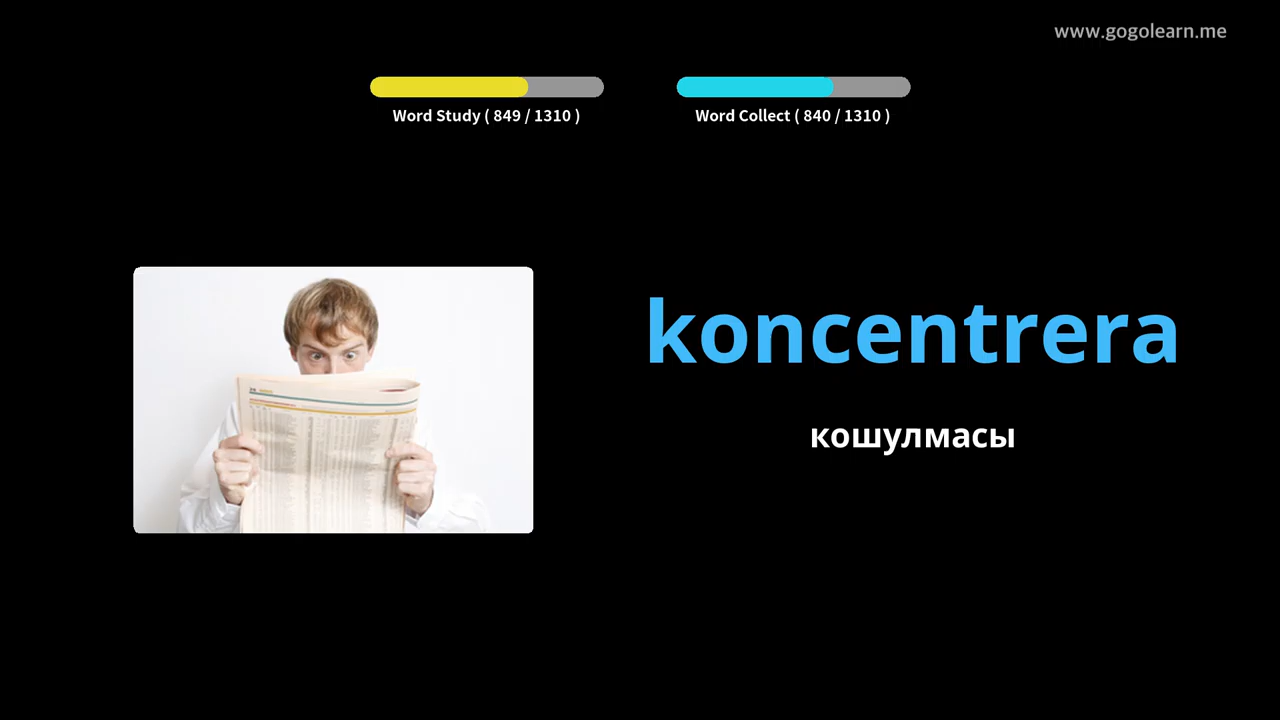 www.gogolearn.me
Word Study ( 849 / 1310 )
Word Collect ( 840 / 1310 )
koncentrera
кошулмасы